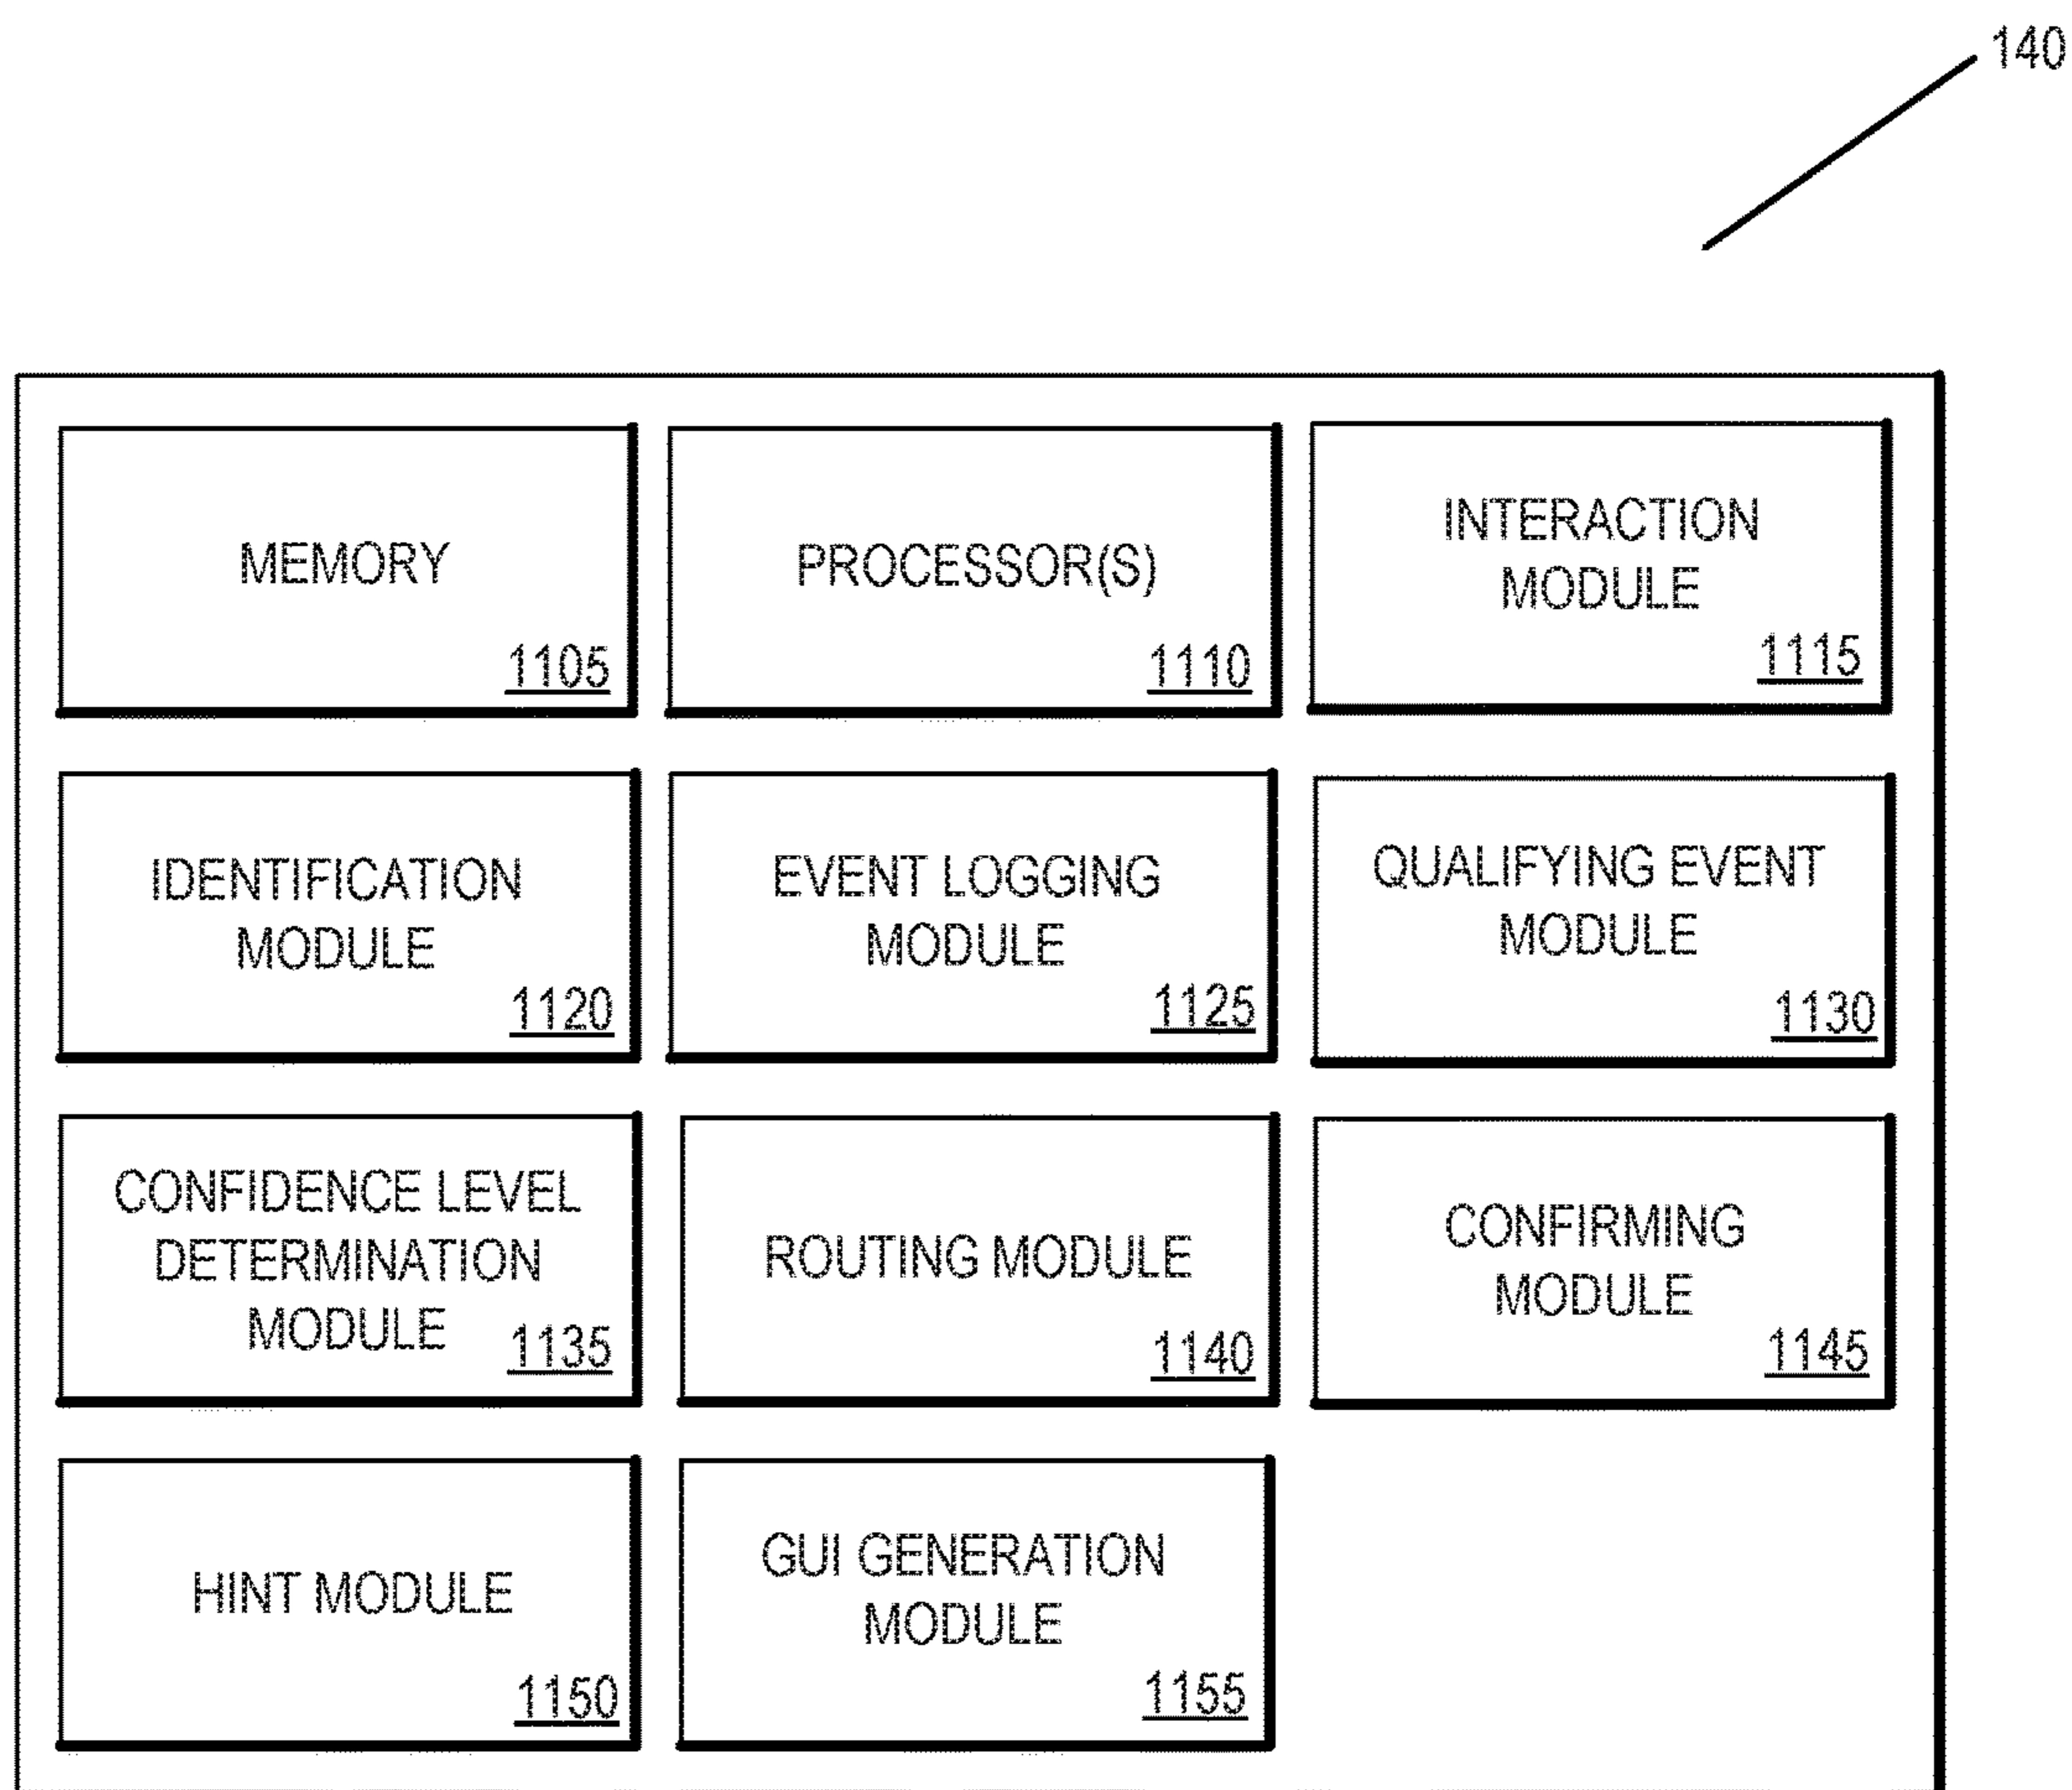 140
MEMORY
1105
PROCESSOR(S)
1110
INTERACTION
MODULE
1115
IDENTIFICATION
MODULE
1120
EVENT LOGGING
MODULE
1125
QUALIFYING EVENT
MODULE
1130
CONFIDENCE LEVEL
DETERMINATION
MODULE
1135
ROUTING MODULE
1140
CONFIRMING
MODULE
1145
HINT MODULE
1150
GUI GENERATION
MODULE
1155